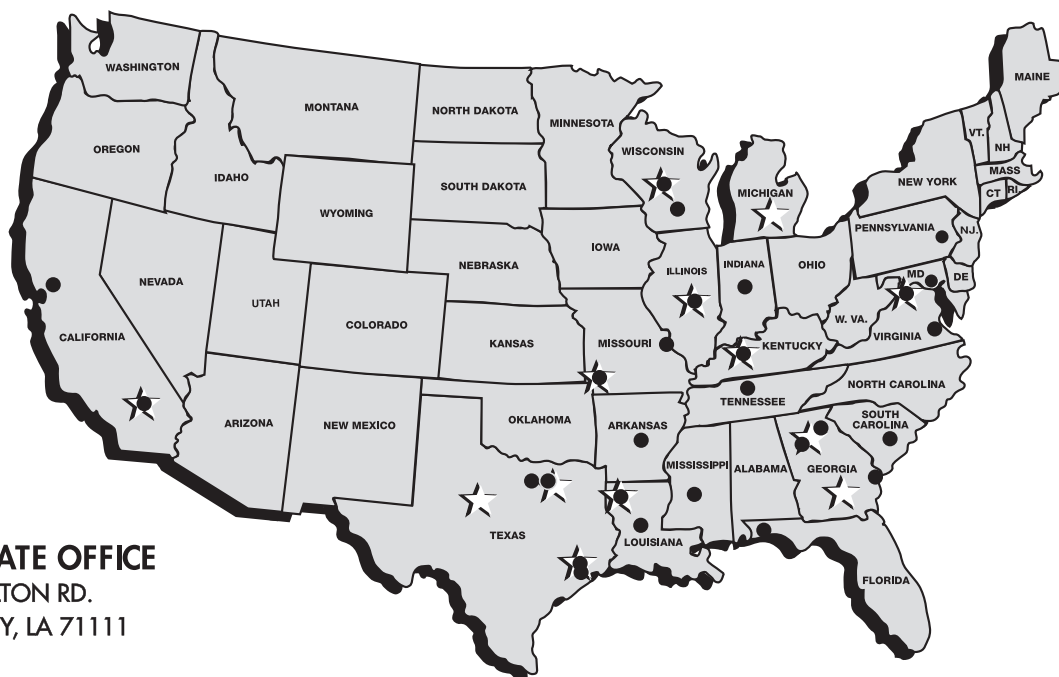 WASHINGTON
MAINE
MONTANA
NORTH DAKOTA
MINNESOTA
VT.
NH
OREGON
WISCONSIN
MASS
IDAHO
NEW YORK
SOUTH DAKOTA
MICHIGAN
CT
RI.
WYOMING
PENNSYLVANIA
NJ.
IOWA
NEBRASKA
ILLINOIS
INDIANA
OHIO
MD
DE
NEVADA
UTAH
COLORADO
W. VA.
CALIFORNIA
KANSAS
MISSOURI
KENTUCKY
VIRGINIA
NORTH CAROLINA
TENNESSEE
ARIZONA
NEW MEXICO
OKLAHOMA
ARKANSAS
SOUTH
CAROLINA
MISSISSIPPI
ALABAMA
GEORGIA
TEXAS
LOUISIANA
FLORIDA
ATE OFFICE
TON RD.
Y, LA 71111